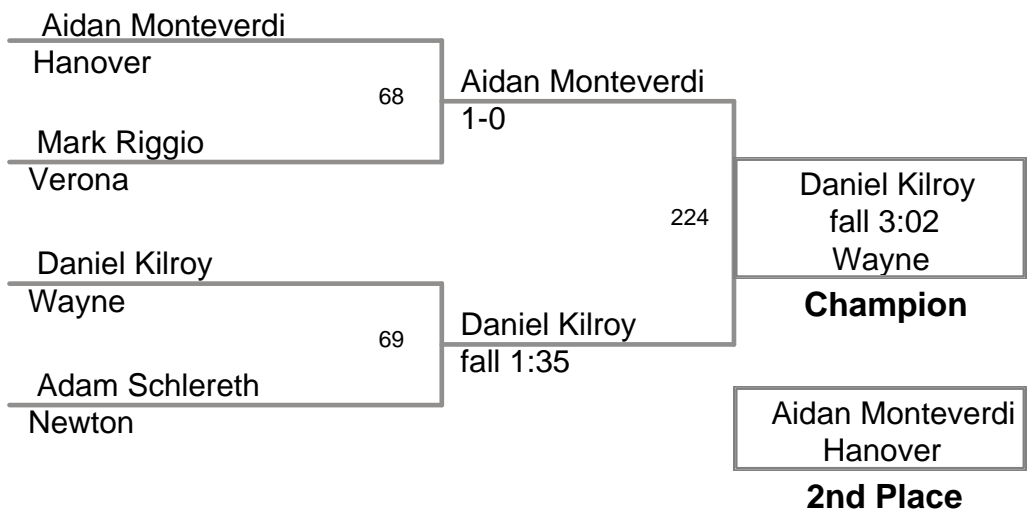 Aidan Monteverdi
Hanover
68
Mark Riggio
Verona
Aidan Monteverdi
1-0
Daniel Kilroy
Wayne
69
Adam Schlereth
Newton
Daniel Kilroy
fall 1:35
224
Daniel Kilroy
fall 3:02
Wayne
Champion
Aidan Monteverdi
Hanover
2nd Place